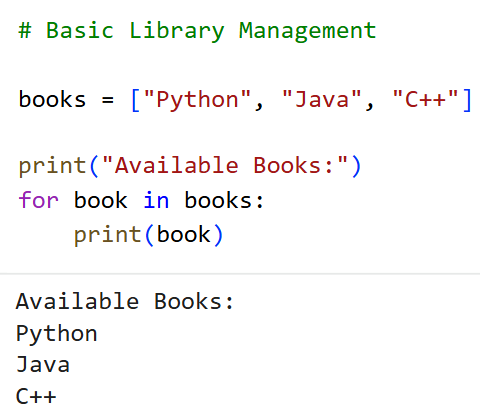 # Basic Library Management
books = ["Python", "Java", "C++"]
print("Available Books:")
for book in books:
    print(book)
Available Books:
Python
Java
C++